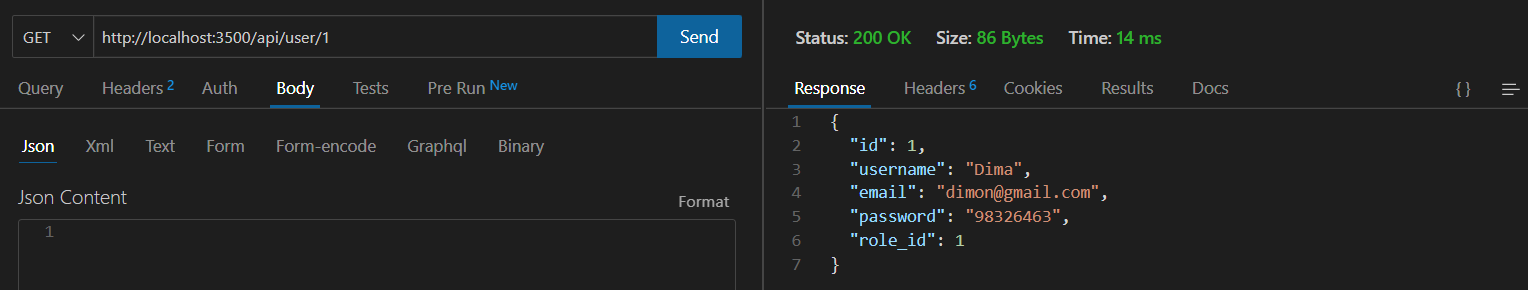 GET http://localhost:3500/api/user/1 Send
Query Headers 2 Auth Body Tests Pre Run New
Json Xml Text Form Form-encode Graphql Binary
Json Content Format
1
Status: 200 OK Size: 86 Bytes Time: 14 ms
Response Headers 6 Cookies Results Docs { }
1 {
2 "id": 1,
3 "username": "Dima",
4 "email": "dimon@gmail.com",
5 "password": "98326463",
6 "role_id": 1
7 }